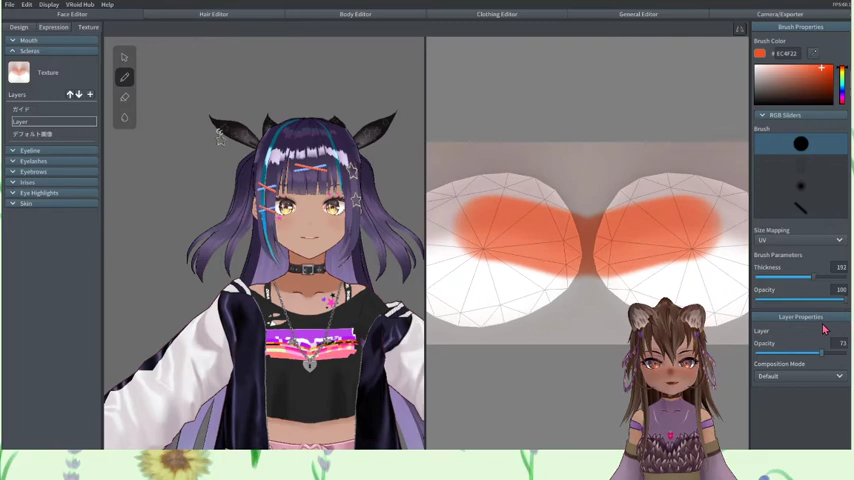 File Edit Display VRoid Hub Help
Face Editor Hair Editor Body Editor Clothing Editor General Editor Camera/Exporter
Design Expression Texture
Mouth
Scleras
Texture
Layers
ガイド
Layer
デフォルト画像
Eyeline
Eyelashes
Eyebrows
Irises
Eye Highlights
Skin
Brush Properties
Brush Color
# EC4F22
RGB Sliders
Brush
Size Mapping
UV
Brush Parameters
Thickness 192
Opacity 100
Layer Properties
Layer
Opacity 73
Composition Mode
Default